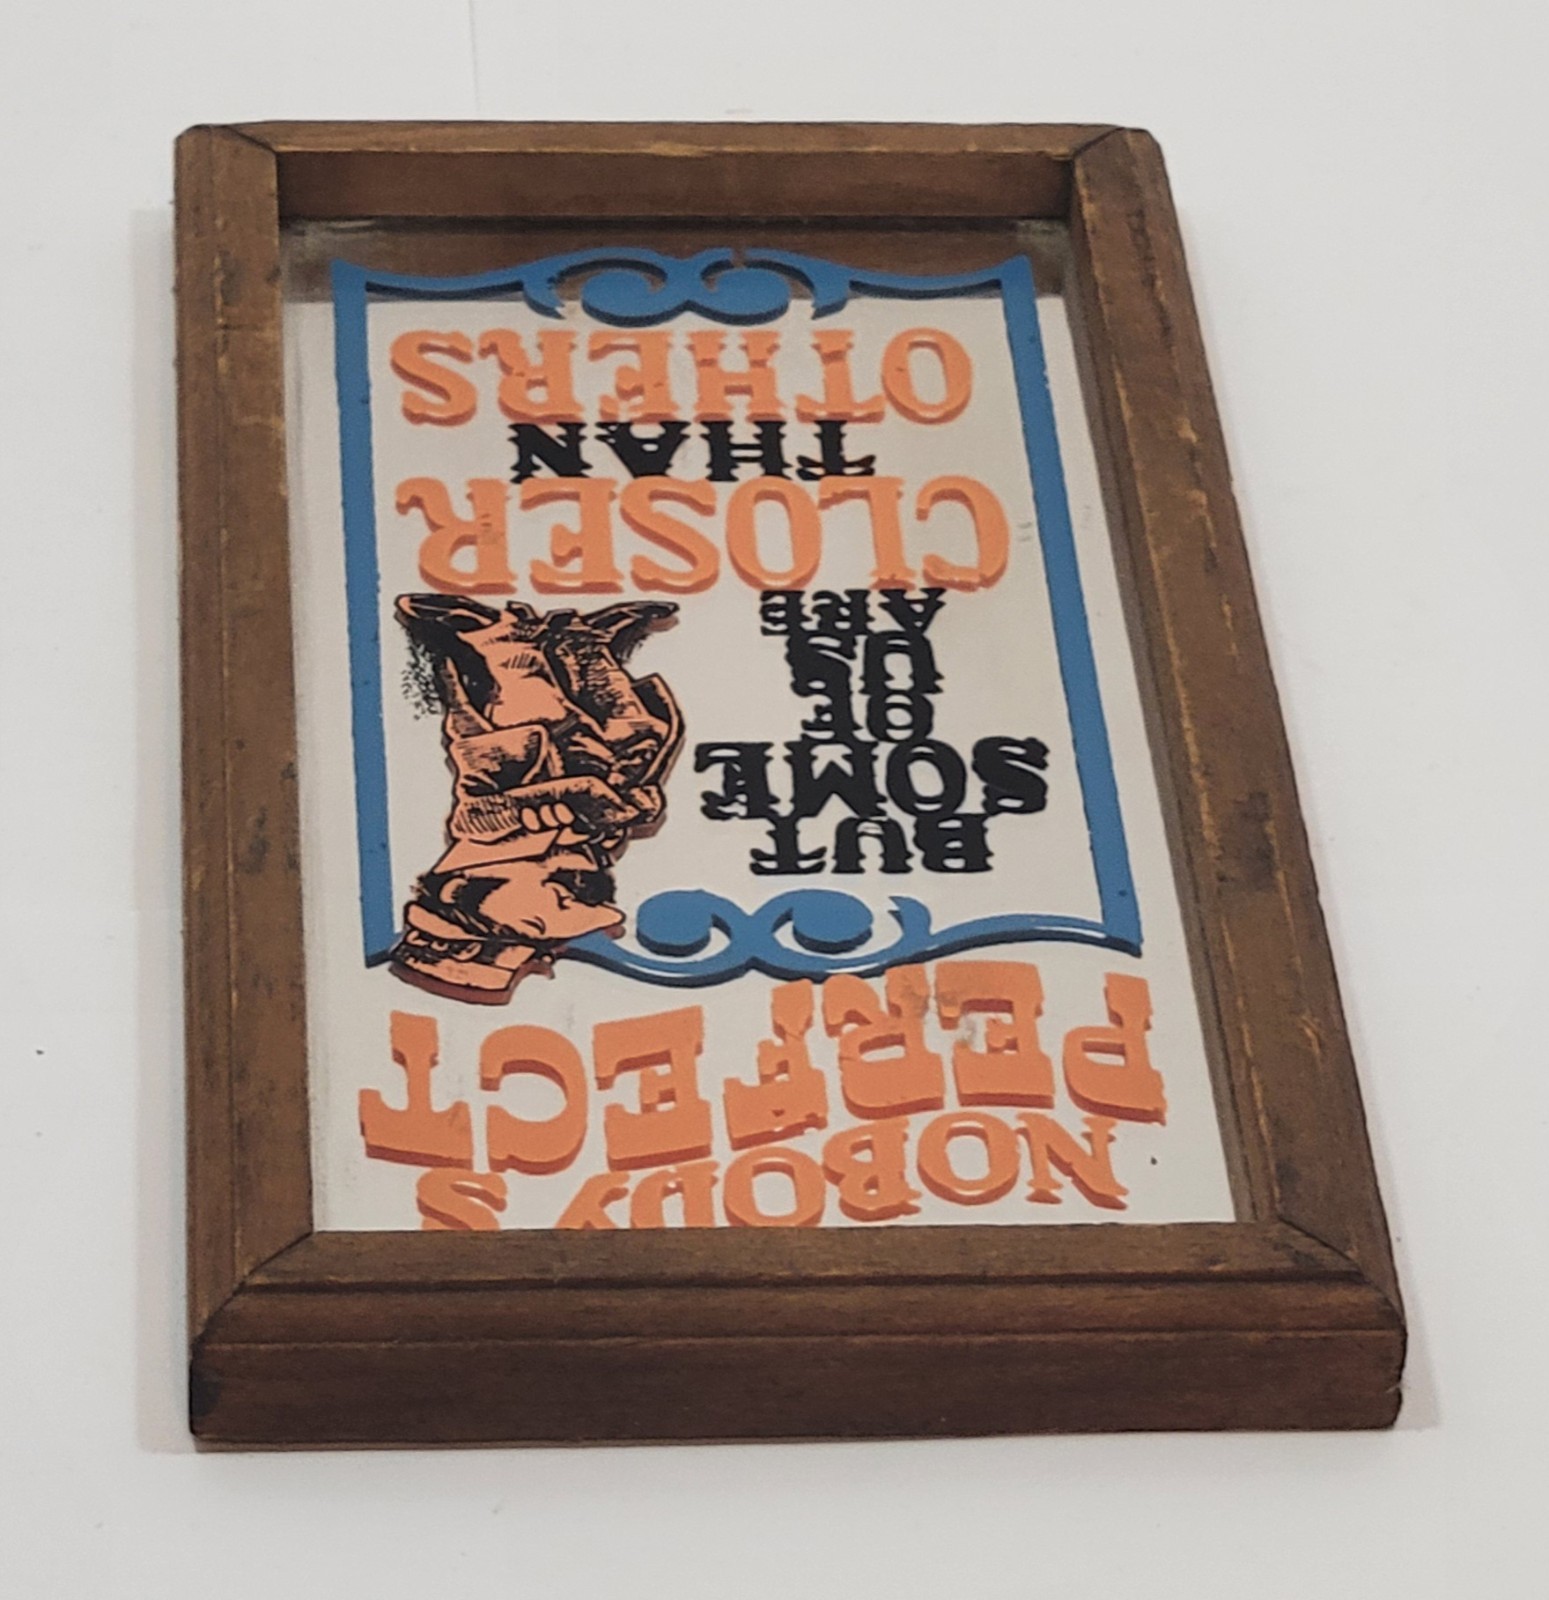 NOBODY'S
PERFECT
BUT
SOME
OF
US
ARE
CLOSER
THAN
OTHERS